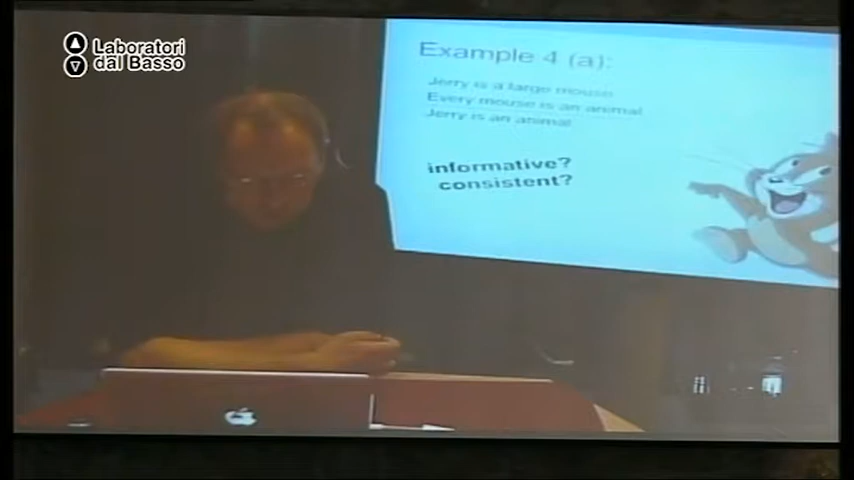 Laboratori
dal Basso
Example 4 (a):
Jerry is a large mouse.
Every mouse is an animal.
Jerry is an animal.
informative?
consistent?